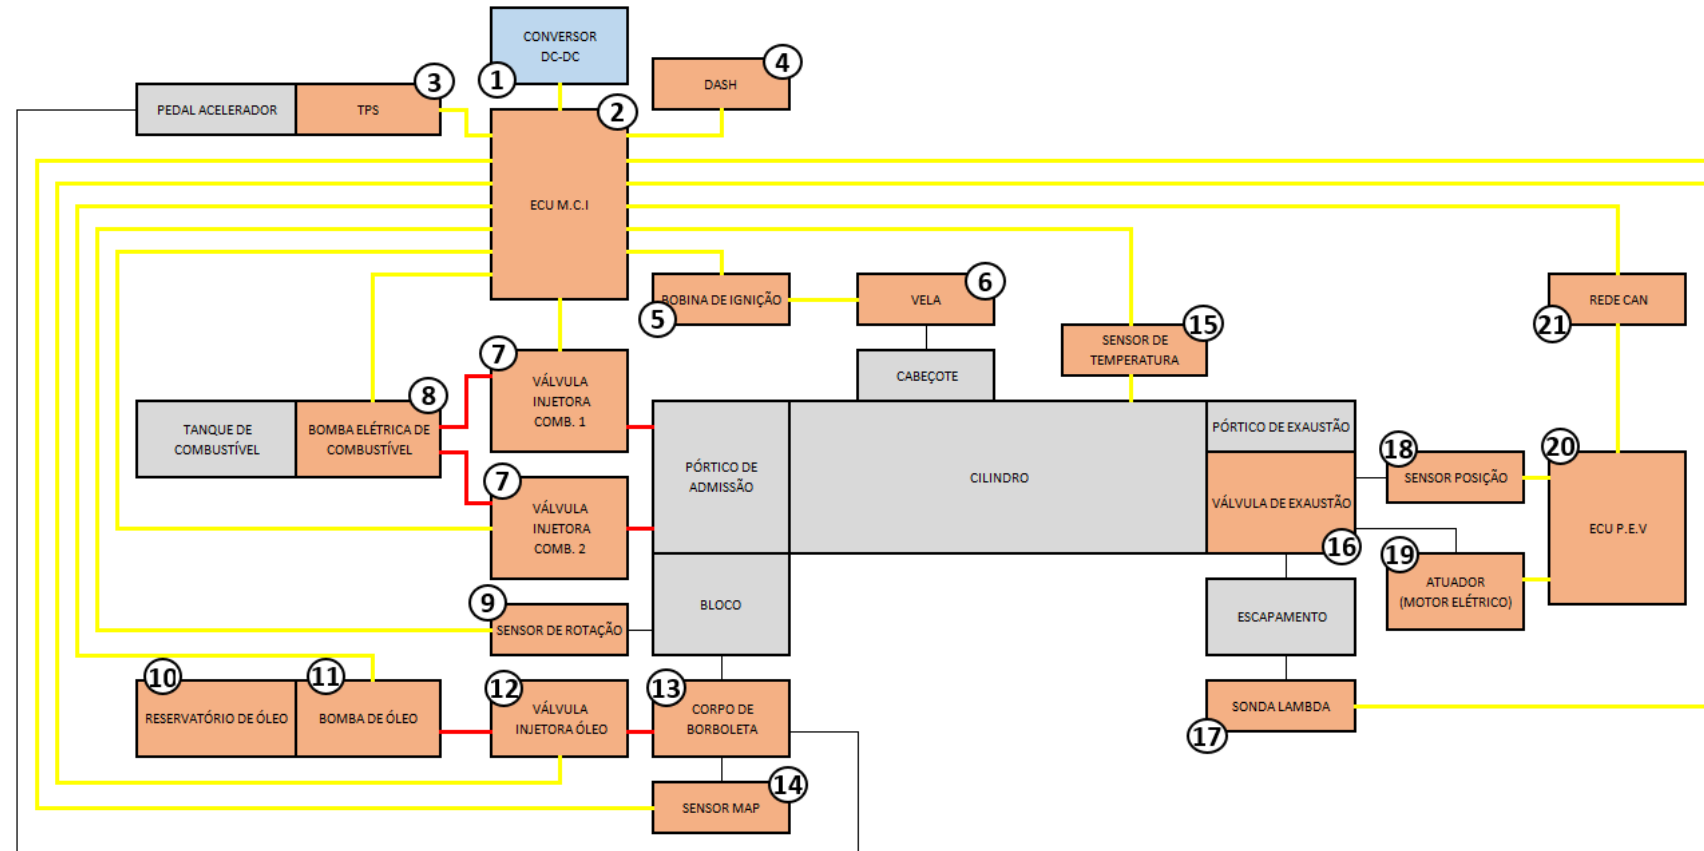 CONVERSOR
DC-DC
1
4
DASH
3
PEDAL ACELERADOR
TPS
2
ECU M.C.I
BOBINA DE IGNIÇÃO
5
VELA
6
REDE CAN
21
SENSOR DE
TEMPERATURA
15
7
VÁLVULA
INJETORA
COMB. 1
CABEÇOTE
8
TANQUE DE
COMBUSTÍVEL
BOMBA ELÉTRICA DE
COMBUSTÍVEL
PÓRTICO DE
ADMISSÃO
CILINDRO
PÓRTICO DE EXAUSTÃO
VÁLVULA DE EXAUSTÃO
16
18
SENSOR POSIÇÃO
20
ECU P.E.V
7
VÁLVULA
INJETORA
COMB. 2
19
ATUADOR
(MOTOR ELÉTRICO)
9
SENSOR DE ROTAÇÃO
BLOCO
ESCAPAMENTO
10
RESERVATÓRIO DE ÓLEO
11
BOMBA DE ÓLEO
12
VÁLVULA
INJETORA ÓLEO
13
CORPO DE
BORBOLETA
SONDA LAMBDA
17
14
SENSOR MAP